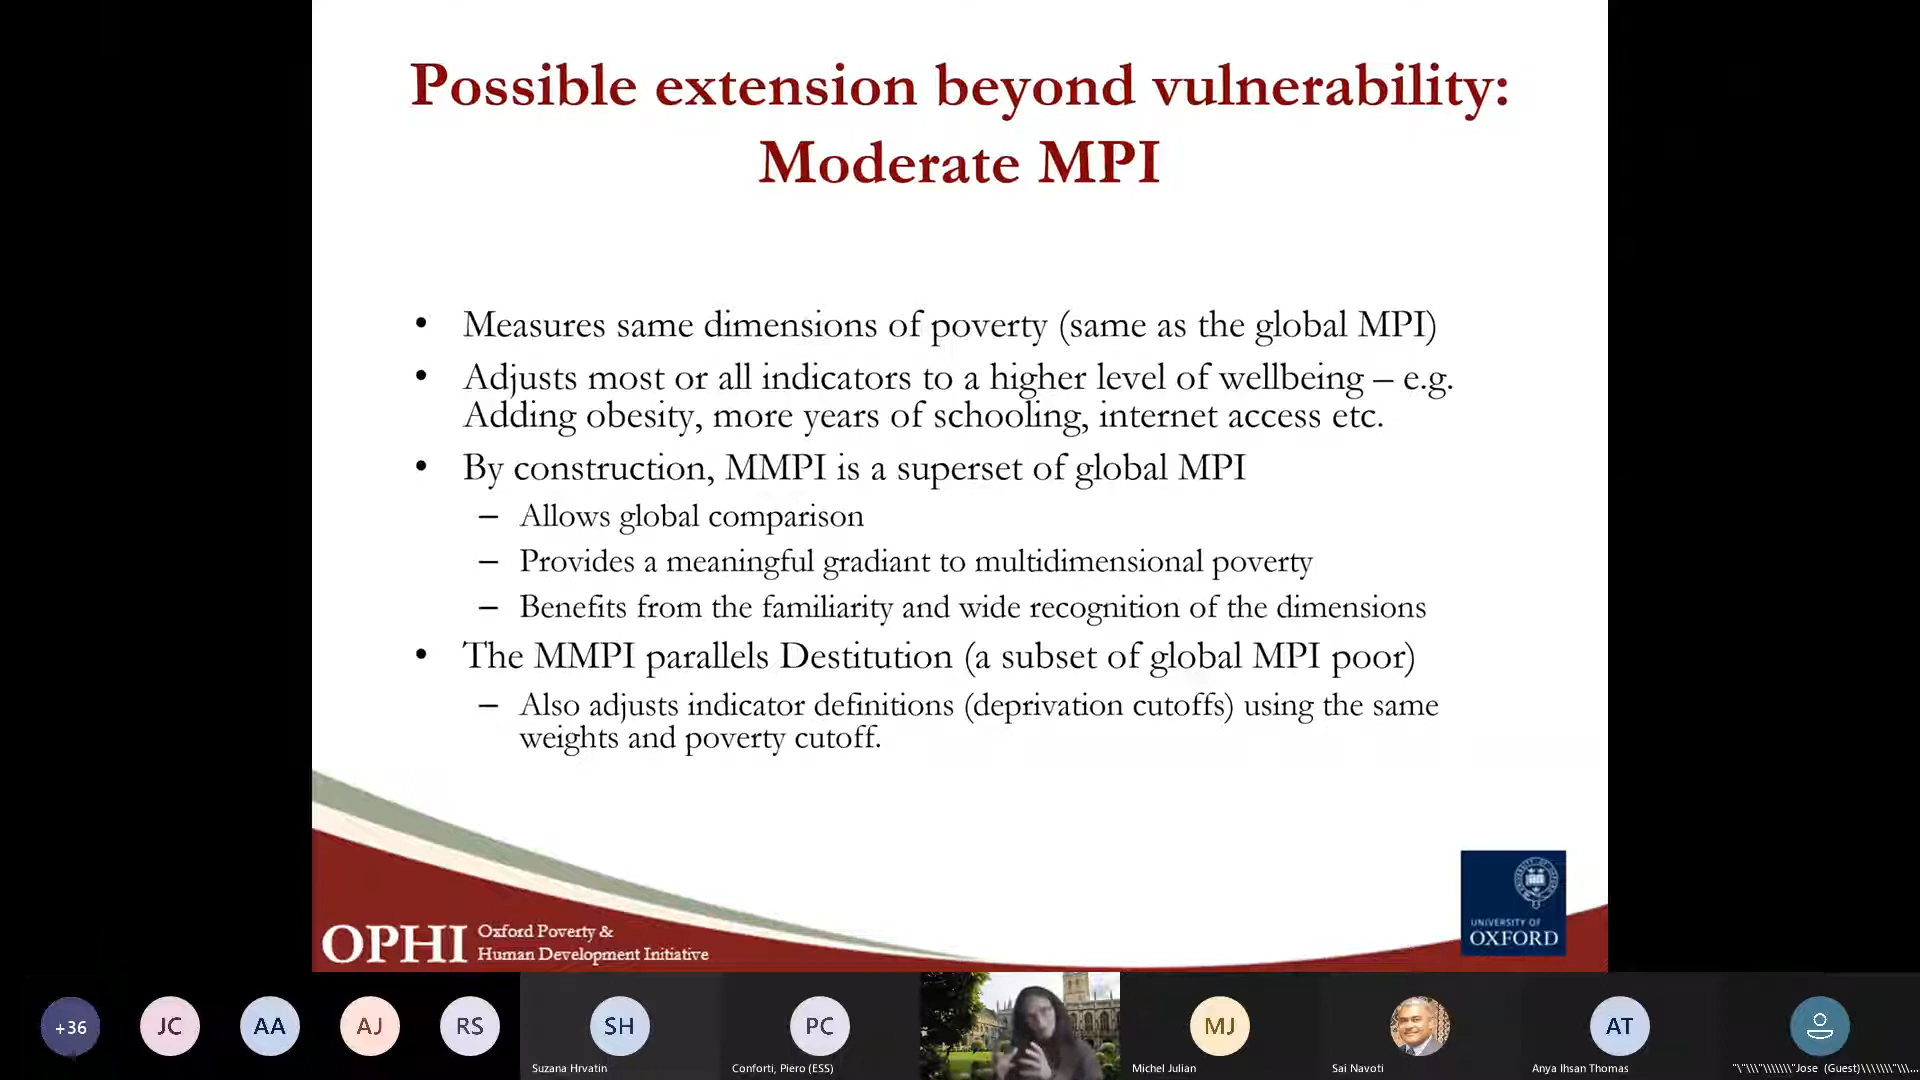 Possible extension beyond vulnerability:
Moderate MPI
• Measures same dimensions of poverty (same as the global MPI)
• Adjusts most or all indicators to a higher level of wellbeing – e.g.
Adding obesity, more years of schooling, internet access etc.
• By construction, MMPI is a superset of global MPI
– Allows global comparison
– Provides a meaningful gradiant to multidimensional poverty
– Benefits from the familiarity and wide recognition of the dimensions
• The MMPI parallels Destitution (a subset of global MPI poor)
– Also adjusts indicator definitions (deprivation cutoffs) using the same
weights and poverty cutoff.
OPHI
Oxford Poverty &
Human Development Initiative
UNIVERSITY OF
OXFORD
+36
JC
AA
AJ
RS
SH
Suzana Hrvatin
PC
Conforti, Piero (ESS)
MJ
Michel Julian
Sai Navoti
AT
Anya Ihsan Thomas
"\"\\\"\\\\\\\"Jose (Guest)\\\\\\\"\\...